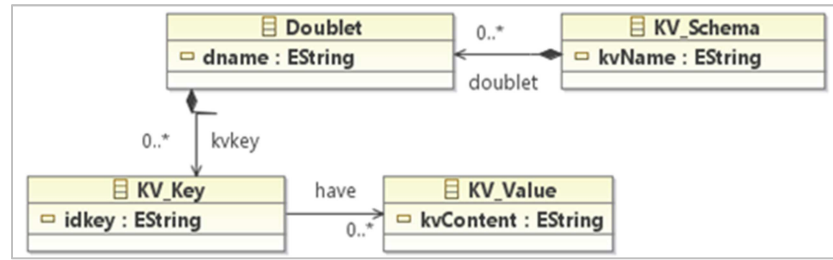 Doublet
dname : EString
0..*
doublet
KV_Schema
kvName : EString
0..*
kvkey
KV_Key
idkey : EString
have
0..*
KV_Value
kvContent : EString